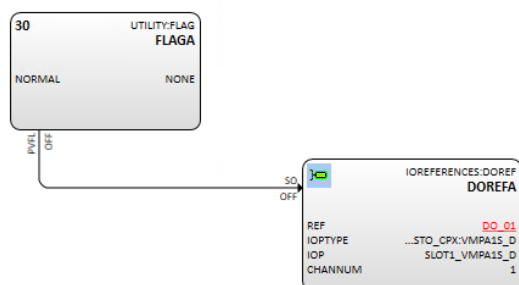 30 UTILITY:FLAG
FLAGA
NORMAL NONE
PVFL OFF
SO
OFF
IOREFERENCES:DOREF
DOREFA
REF DO_01
IOPTYPE ...STO_CPX:VMPA1S_D
IOP SLOT1_VMPA1S_D
CHANNUM 1